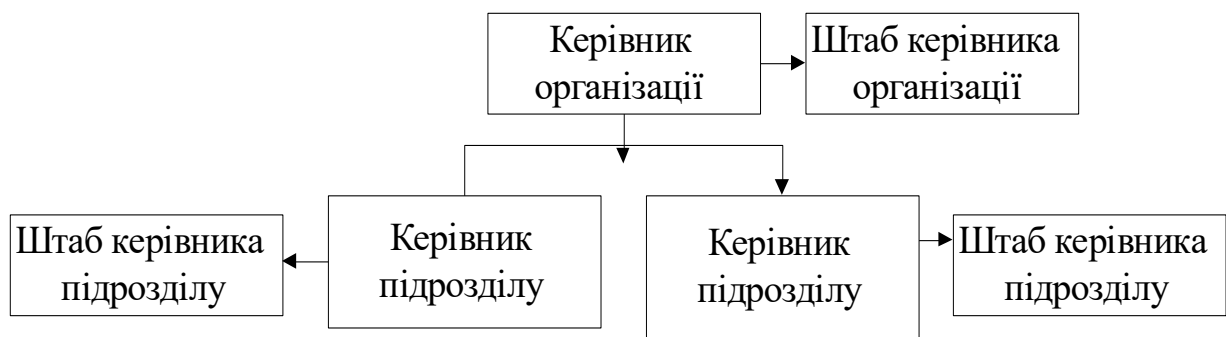 Керівник
організації
Штаб керівника
організації
Штаб керівника
підрозділу
Керівник
підрозділу
Керівник
підрозділу
Штаб керівника
підрозділу